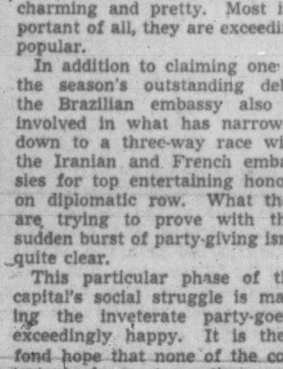 charming and pretty. Most i
portant of all, they are exceedi
popular.
In addition to claiming one
the season's outstanding de
the Brazilian embassy also
involved in what has narrow
down to a three-way race wi
the Iranian and French emba
sies for top entertaining hono
on diplomatic row. What th
are trying to prove with th
sudden burst of party-giving isn
quite clear.
This particular phase of t
capital's social struggle is ma
ing the inveterate party-goe
exceedingly happy. It is the
fond hope that none of the co